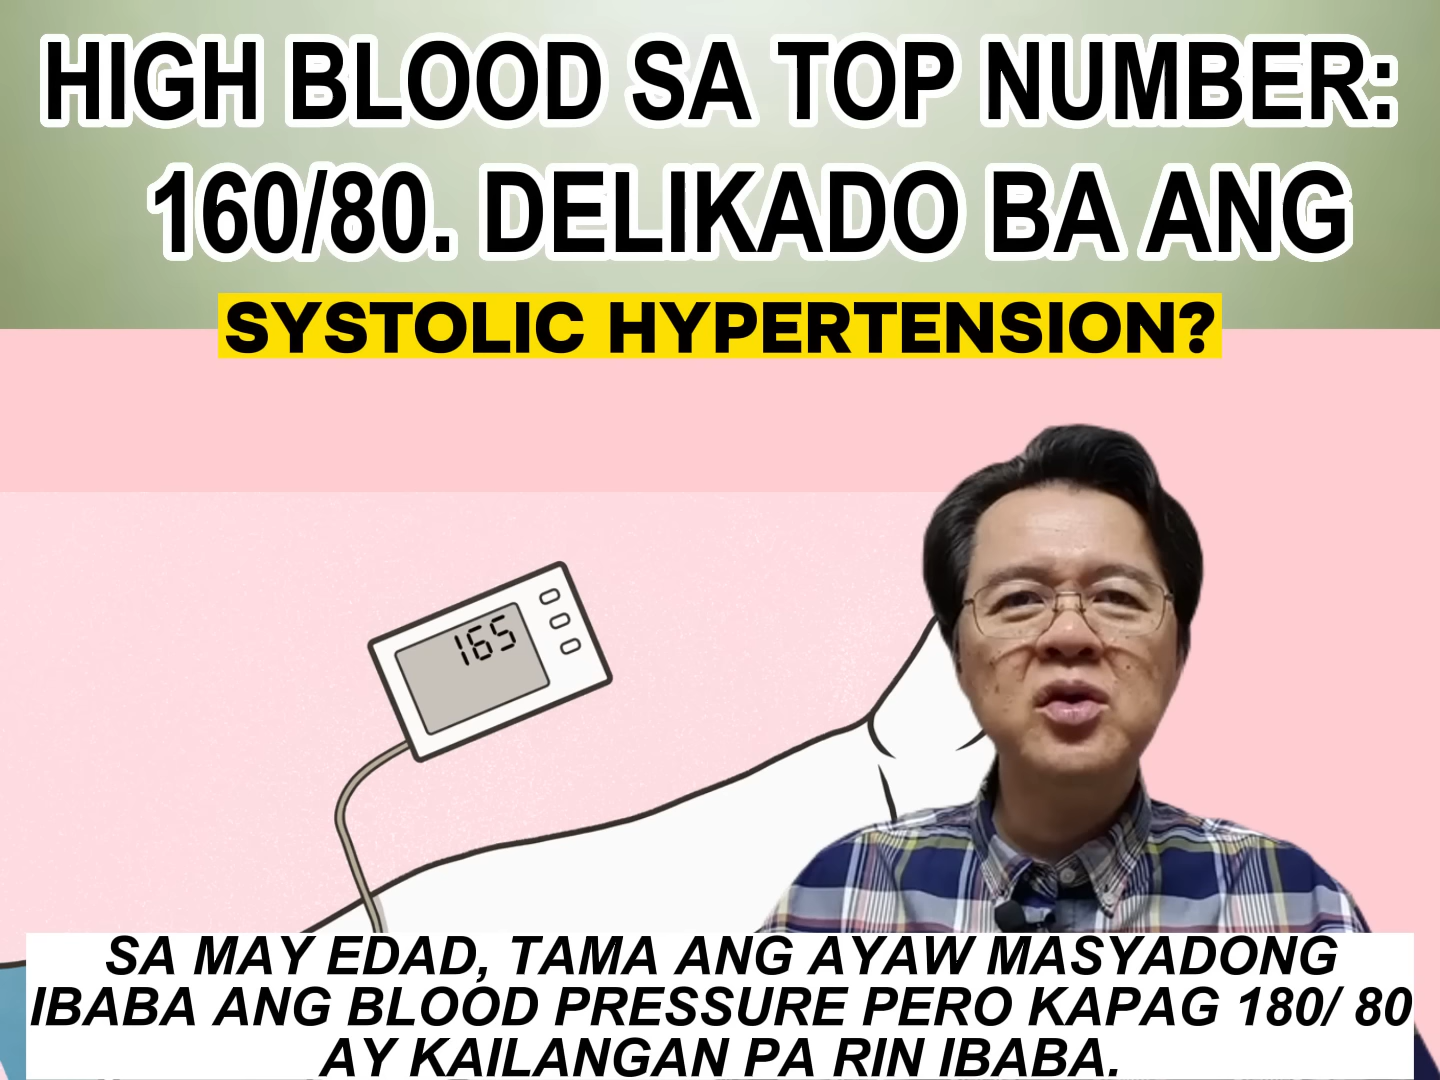 HIGH BLOOD SA TOP NUMBER:
160/80. DELIKADO BA ANG
SYSTOLIC HYPERTENSION?
165
SA MAY EDAD, TAMA ANG AYAW MASYADONG
IBABA ANG BLOOD PRESSURE PERO KAPAG 180/ 80
AY KAILANGAN PA RIN IBABA.